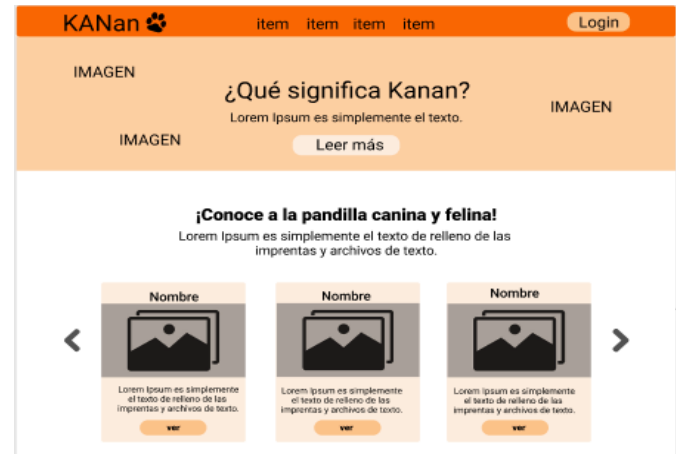 KANan
item item item item
Login
IMAGEN
¿Qué significa Kanan?
IMAGEN
Lorem Ipsum es simplemente el texto.
IMAGEN
Leer más
¡Conoce a la pandilla canina y felina!
Lorem Ipsum es simplemente el texto de relleno de las
imprentas y archivos de texto.
Nombre
Lorem Ipsum es simplemente
el texto de relleno de las
imprentas y archivos de texto.
ver
Nombre
Lorem Ipsum es simplemente
el texto de relleno de las
imprentas y archivos de texto.
ver
Nombre
Lorem Ipsum es simplemente
el texto de relleno de las
imprentas y archivos de texto.
ver